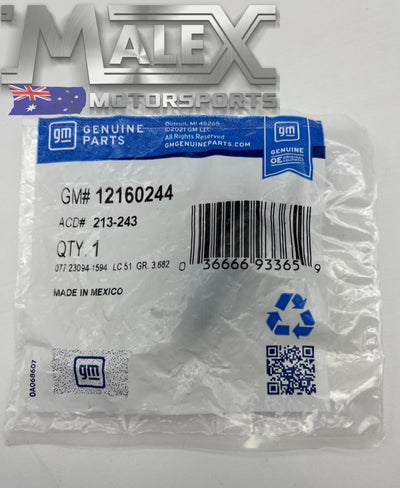 MALEX
MOTORSPORTS
gm GENUINE PARTS
Detroit, MI 48265
©2021 GM LLC
All Rights Reserved
GMGENUINEPARTS.COM
gm
GENUINE
OE
GM# 12160244
ACD# 213-243
QTY. 1
077 23094-1594 LC 51 GR. 3.682
0 36666 93365 9
MADE IN MEXICO
gm
0A068607